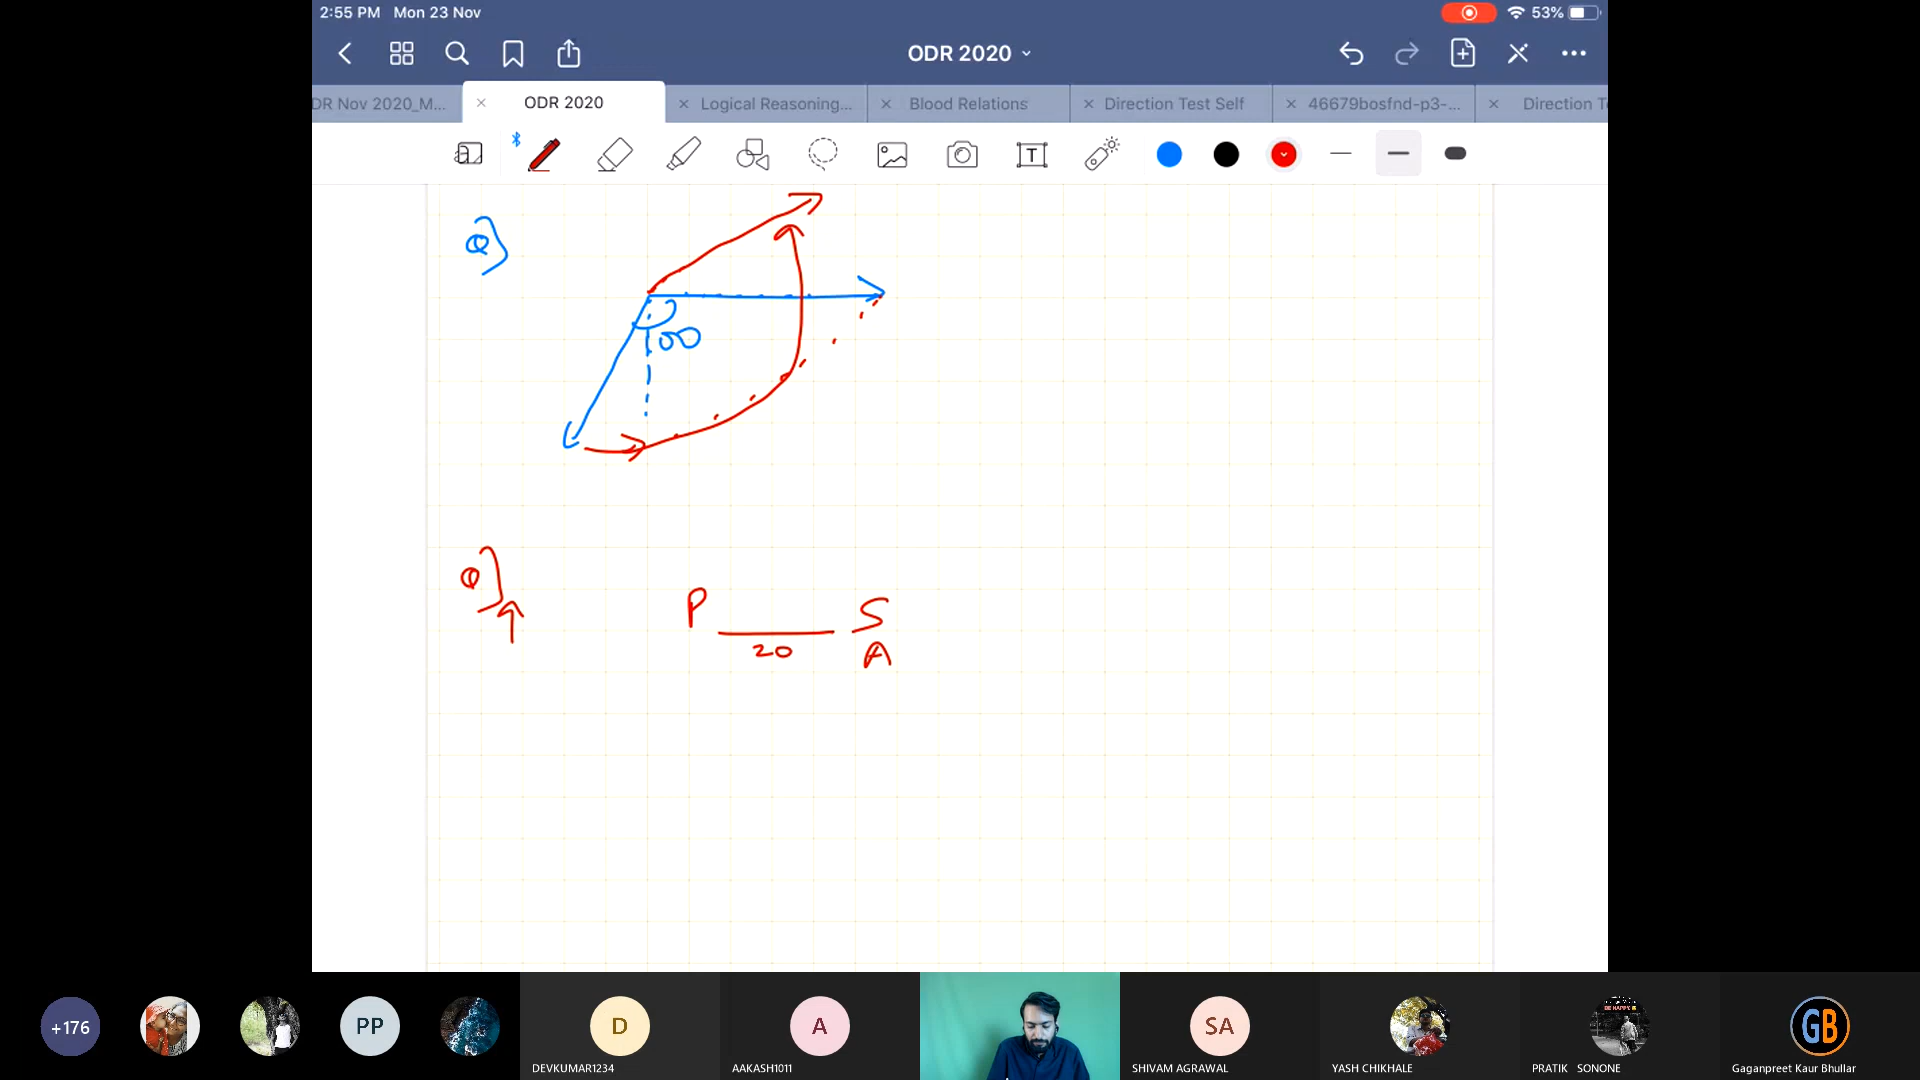 2:55 PM Mon 23 Nov 53%
ODR 2020
DR Nov 2020_M... ODR 2020 Logical Reasoning... Blood Relations Direction Test Self 46679bosfnd-p3-... Direction T
Q)
100
Q)
P S
20 A
+176 PP D A SA BE HAPPY GB
DEVKUMAR1234 AAKASH1011 SHIVAM AGRAWAL YASH CHIKHALE PRATIK SONONE Gaganpreet Kaur Bhullar